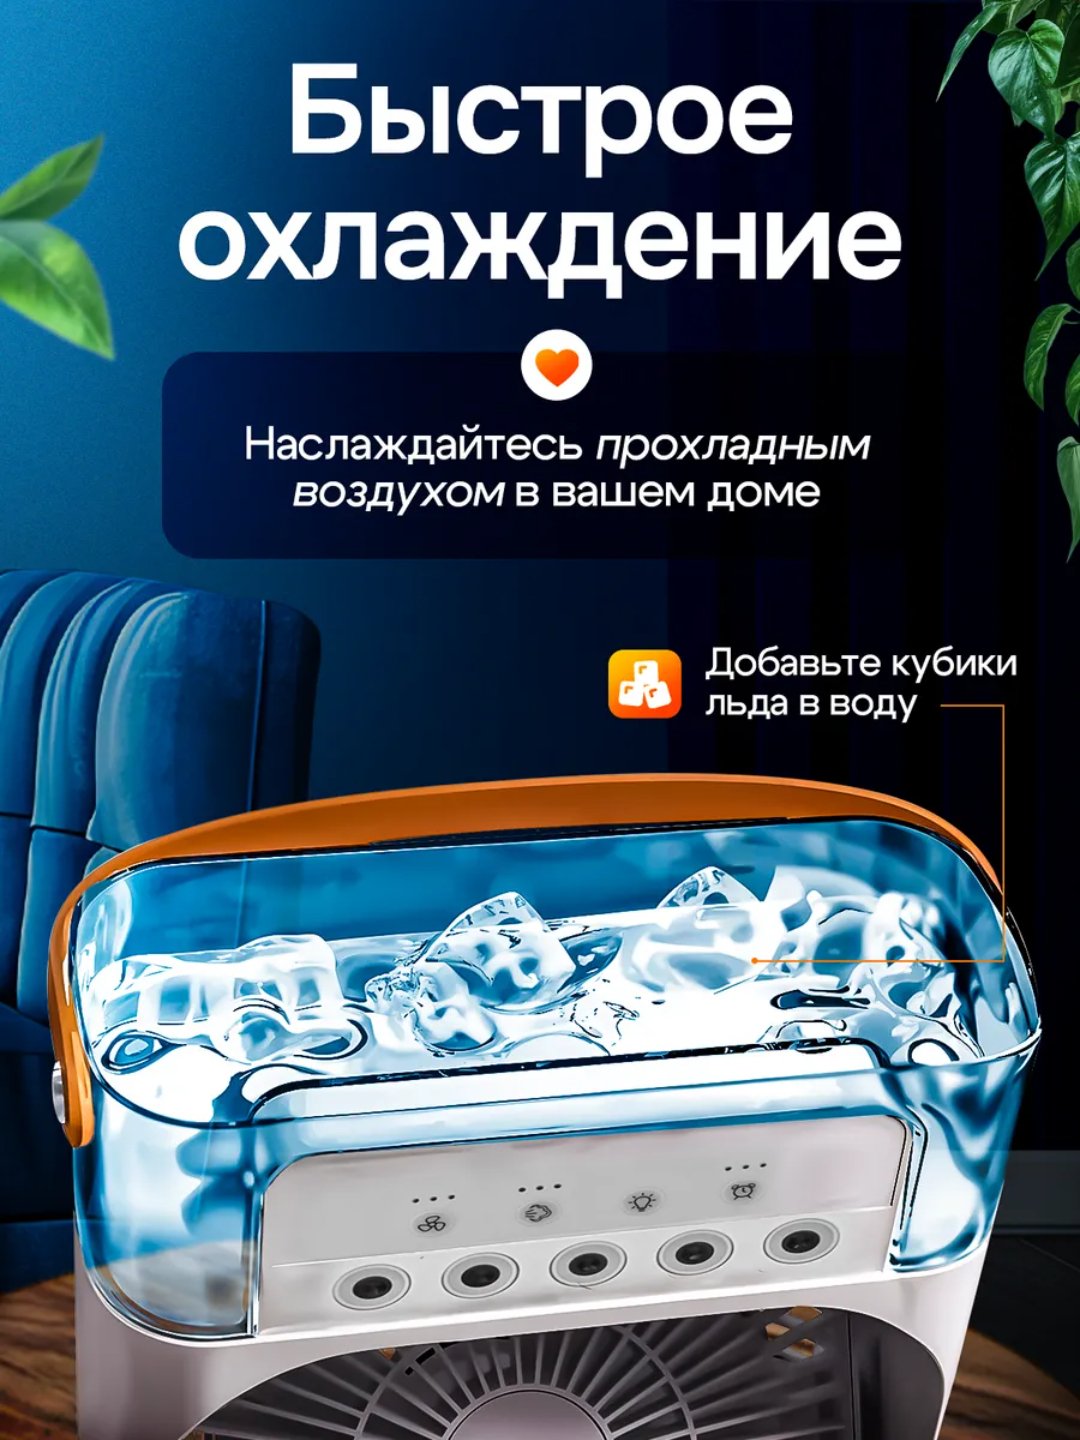 Быстрое
охлаждение
Наслаждайтесь прохладным
воздухом в вашем доме
Добавьте кубики
льда в воду